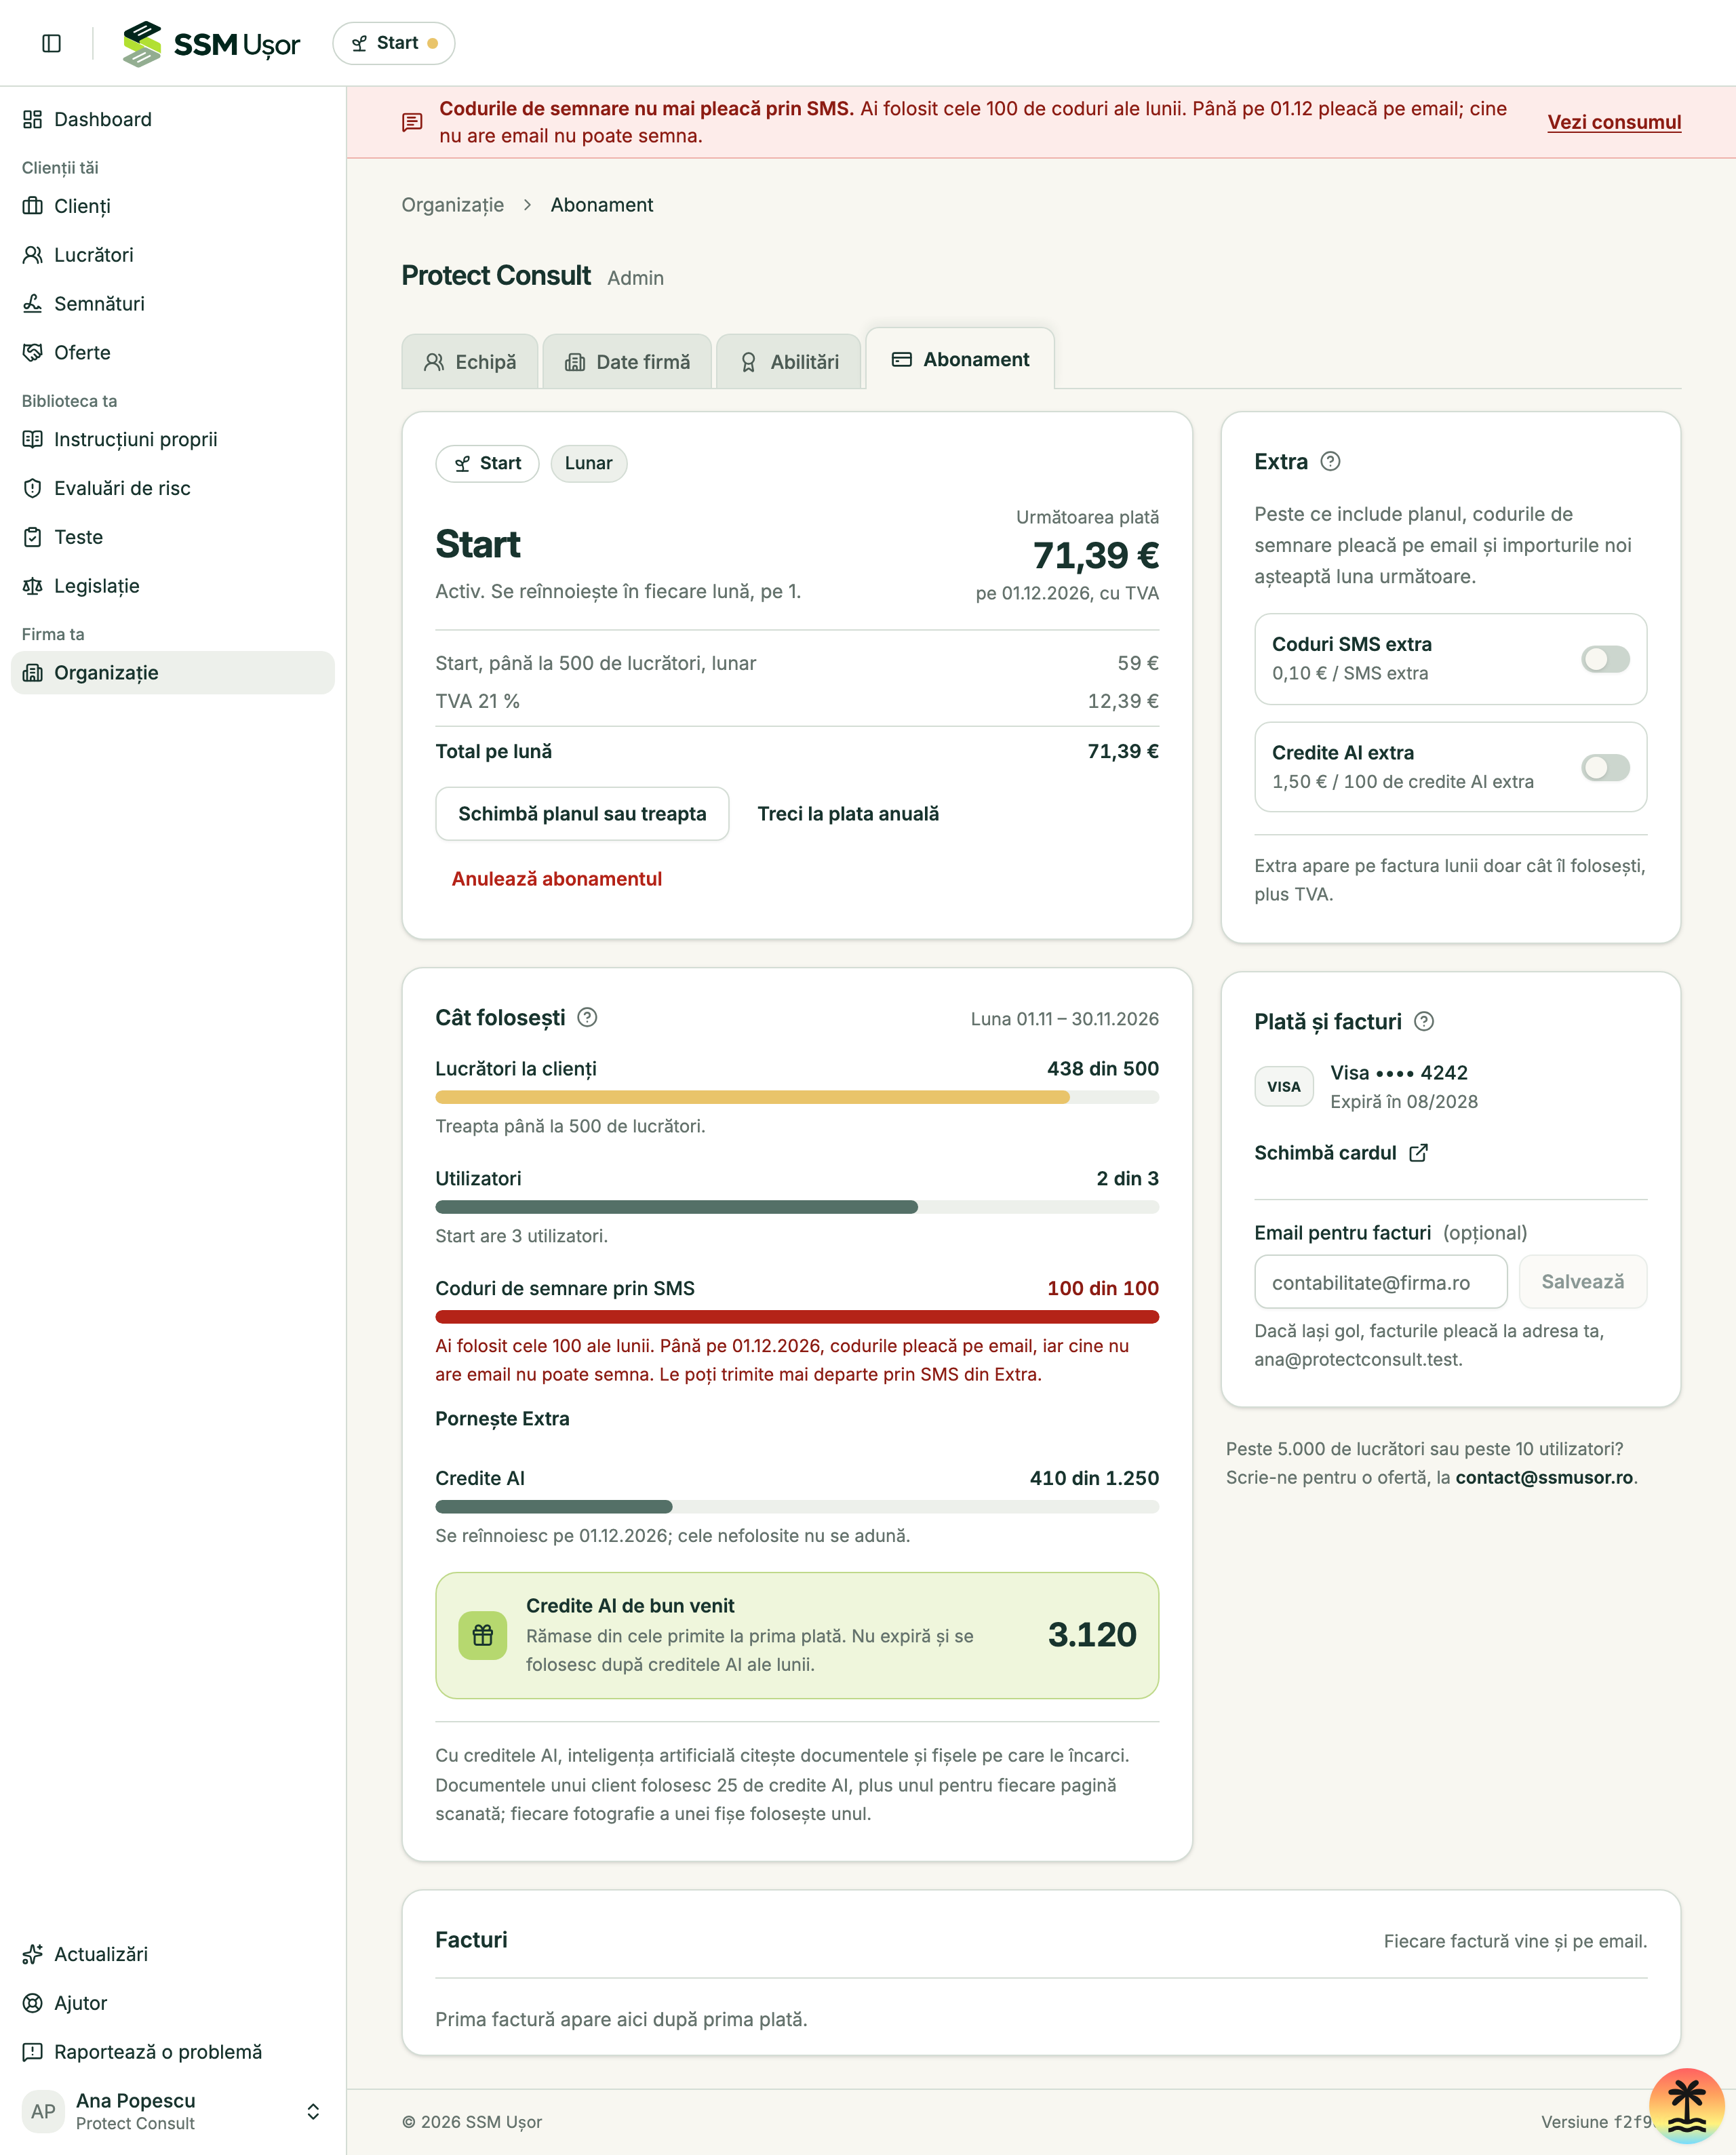 SSM Ușor
Start
Dashboard
Clienții tăi
Clienți
Lucrători
Semnături
Oferte
Biblioteca ta
Instrucțiuni proprii
Evaluări de risc
Teste
Legislație
Firma ta
Organizație
Actualizări
Ajutor
Raportează o problemă
AP
Ana Popescu
Protect Consult
Codurile de semnare nu mai pleacă prin SMS. Ai folosit cele 100 de coduri ale lunii. Până pe 01.12 pleacă pe email; cine
nu are email nu poate semna.
Vezi consumul
Organizație > Abonament
Protect Consult Admin
Echipă
Date firmă
Abilitări
Abonament
Start
Lunar
Start
Activ. Se reînnoiește în fiecare lună, pe 1.
Următoarea plată
71,39 €
pe 01.12.2026, cu TVA
Start, până la 500 de lucrători, lunar 59 €
TVA 21 % 12,39 €
Total pe lună 71,39 €
Schimbă planul sau treapta
Treci la plata anuală
Anulează abonamentul
Extra
Peste ce include planul, codurile de
semnare pleacă pe email și importurile noi
așteaptă luna următoare.
Coduri SMS extra
0,10 € / SMS extra
Credite AI extra
1,50 € / 100 de credite AI extra
Extra apare pe factura lunii doar cât îl folosești,
plus TVA.
Cât folosești
Luna 01.11 – 30.11.2026
Lucrători la clienți 438 din 500
Treapta până la 500 de lucrători.
Utilizatori 2 din 3
Start are 3 utilizatori.
Coduri de semnare prin SMS 100 din 100
Ai folosit cele 100 ale lunii. Până pe 01.12.2026, codurile pleacă pe email, iar cine nu
are email nu poate semna. Le poți trimite mai departe prin SMS din Extra.
Pornește Extra
Credite AI 410 din 1.250
Se reînnoiesc pe 01.12.2026; cele nefolosite nu se adună.
Credite AI de bun venit
Rămase din cele primite la prima plată. Nu expiră și se
folosesc după creditele AI ale lunii.
3.120
Cu creditele AI, inteligența artificială citește documentele și fișele pe care le încarci.
Documentele unui client folosesc 25 de credite AI, plus unul pentru fiecare pagină
scanată; fiecare fotografie a unei fișe folosește unul.
Plată și facturi
VISA
Visa •••• 4242
Expiră în 08/2028
Schimbă cardul
Email pentru facturi (opțional)
contabilitate@firma.ro
Salvează
Dacă lași gol, facturile pleacă la adresa ta,
ana@protectconsult.test.
Peste 5.000 de lucrători sau peste 10 utilizatori?
Scrie-ne pentru o ofertă, la contact@ssmusor.ro.
Facturi
Fiecare factură vine și pe email.
Prima factură apare aici după prima plată.
© 2026 SSM Ușor
Versiune